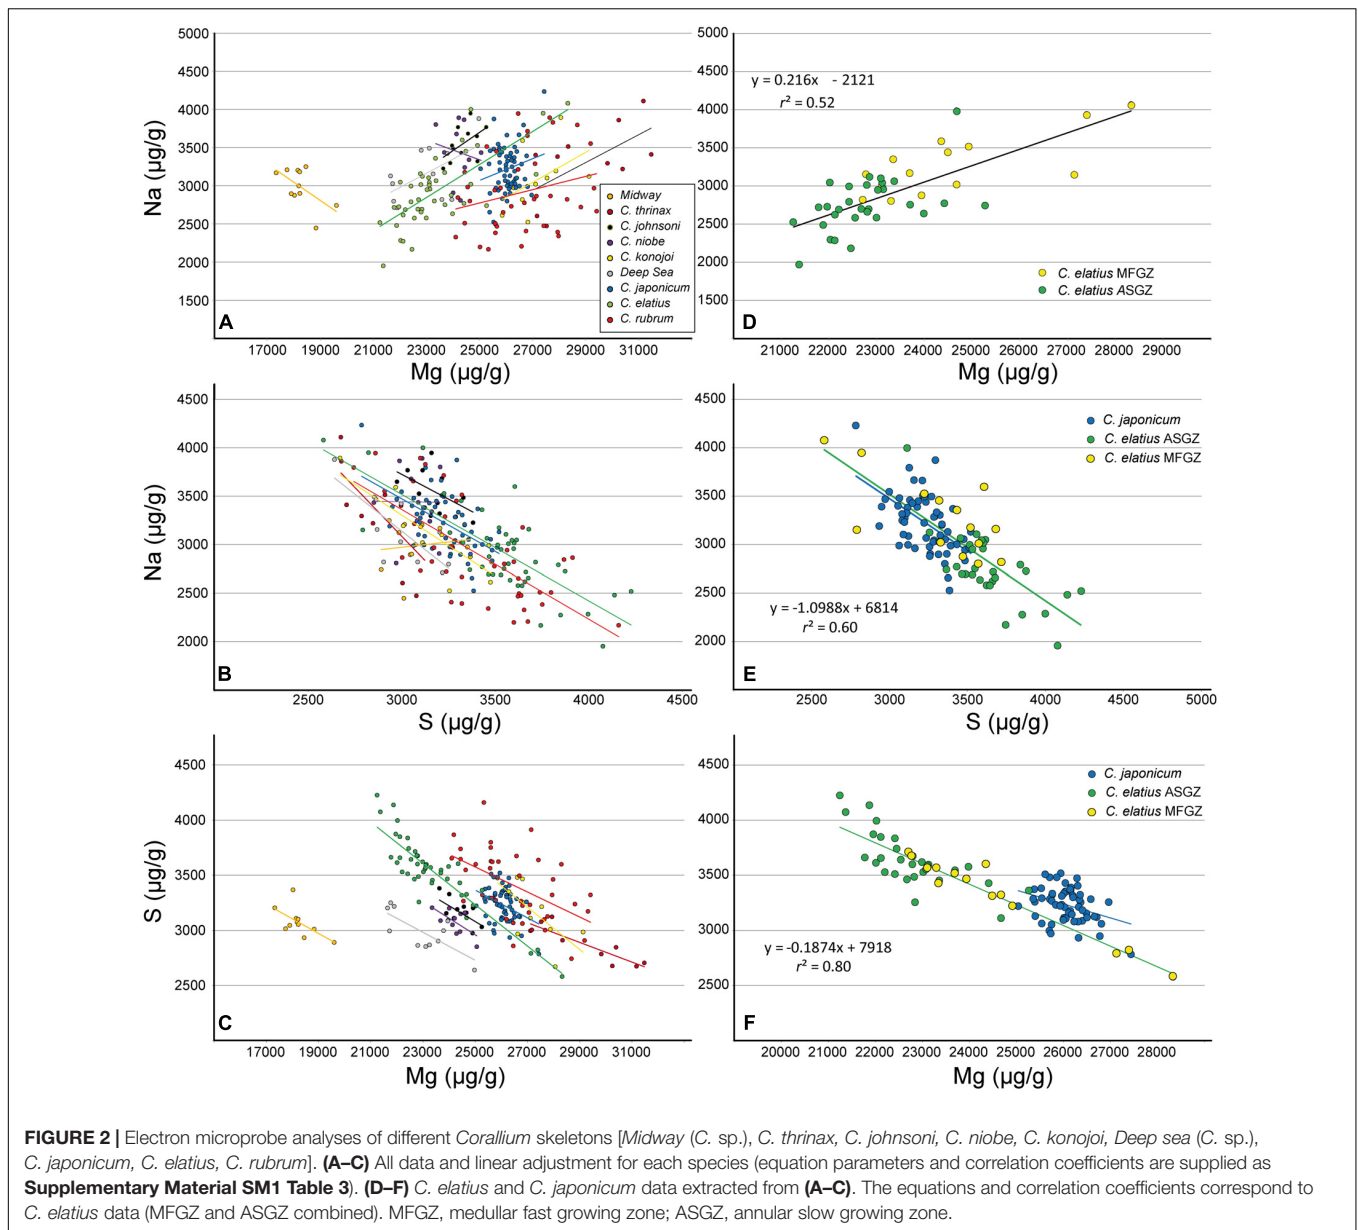 5000
4500
4000
3500
3000
2500
2000
1500
Na (µg/g)
A
Midway
C. thrinax
C. johnsoni
C. niobe
C. konojoi
Deep Sea
C. japonicum
C. elatius
C. rubrum
17000 19000 21000 23000 25000 27000 29000 31000
Mg (µg/g)
5000
4500
4000
3500
3000
2500
2000
1500
y = 0.216x - 2121
r² = 0.52
C. elatius MFGZ
C. elatius ASGZ
D
21000 22000 23000 24000 25000 26000 27000 28000 29000
Mg (µg/g)
4500
4000
3500
3000
2500
2000
Na (µg/g)
B
2500 3000 3500 4000 4500
S (µg/g)
4500
4000
3500
3000
2500
2000
C. japonicum
C. elatius ASGZ
C. elatius MFGZ
y = -1.0988x + 6814
r² = 0.60
E
2500 3000 3500 4000 4500 5000
S (µg/g)
4500
4000
3500
3000
2500
S (µg/g)
C
17000 19000 21000 23000 25000 27000 29000 31000
Mg (µg/g)
4500
4000
3500
3000
2500
C. japonicum
C. elatius ASGZ
C. elatius MFGZ
y = -0.1874x + 7918
r² = 0.80
F
20000 21000 22000 23000 24000 25000 26000 27000 28000
Mg (µg/g)
FIGURE 2 | Electron microprobe analyses of different Corallium skeletons [Midway (C. sp.), C. thrinax, C. johnsoni, C. niobe, C. konojoi, Deep sea (C. sp.),
C. japonicum, C. elatius, C. rubrum]. (A–C) All data and linear adjustment for each species (equation parameters and correlation coefficients are supplied as
Supplementary Material SM1 Table 3). (D–F) C. elatius and C. japonicum data extracted from (A–C). The equations and correlation coefficients correspond to
C. elatius data (MFGZ and ASGZ combined). MFGZ, medullar fast growing zone; ASGZ, annular slow growing zone.